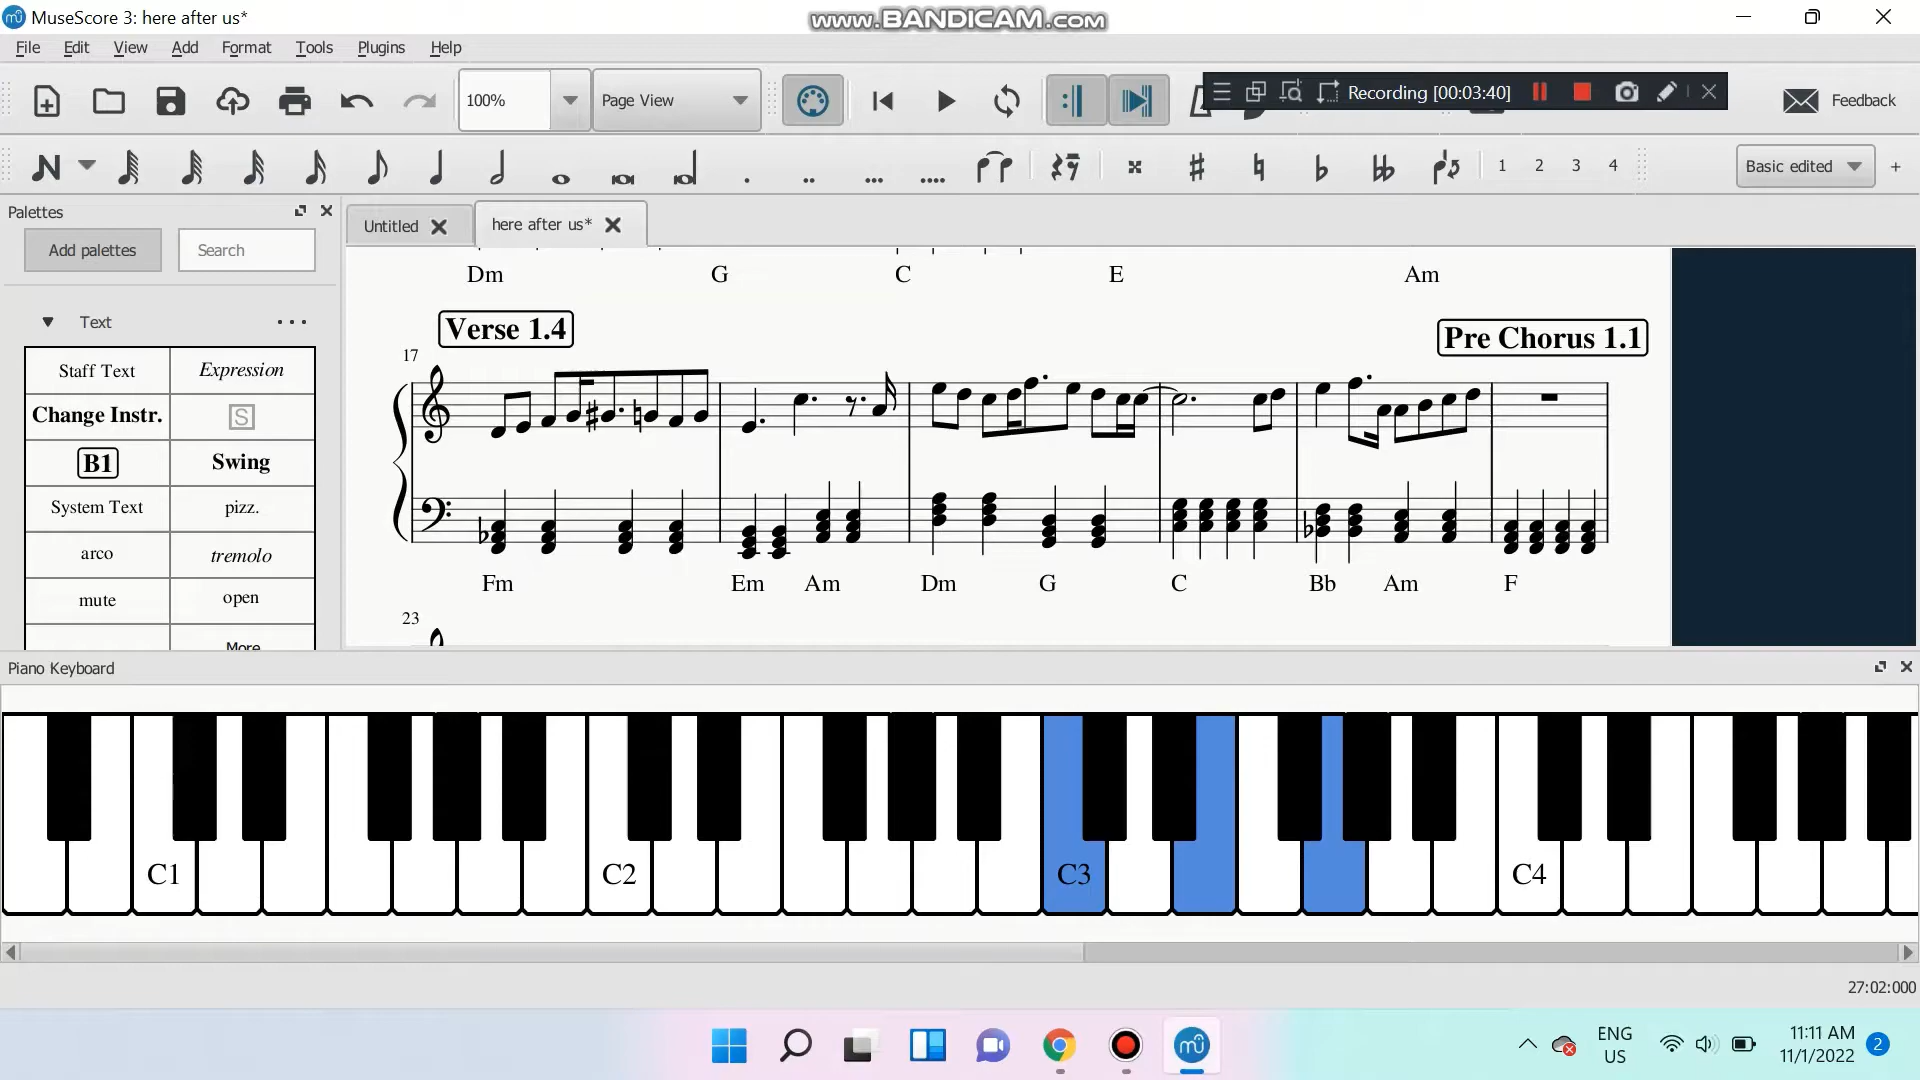 MuseScore 3: here after us*
www.BANDICAM.com
File Edit View Add Format Tools Plugins Help
100%
Page View
Recording [00:03:40]
Feedback
1 2 3 4
Basic edited
Palettes
Untitled
here after us*
Add palettes
Search
Dm G C E Am
Text
Verse 1.4
Pre Chorus 1.1
17
Staff Text
Expression
Change Instr.
S
B1
Swing
System Text
pizz.
arco
tremolo
mute
open
Fm Em Am Dm G C Bb Am F
23
More
Piano Keyboard
C1 C2 C3 C4
27:02:000
ENG
US
11:11 AM
11/1/2022
2